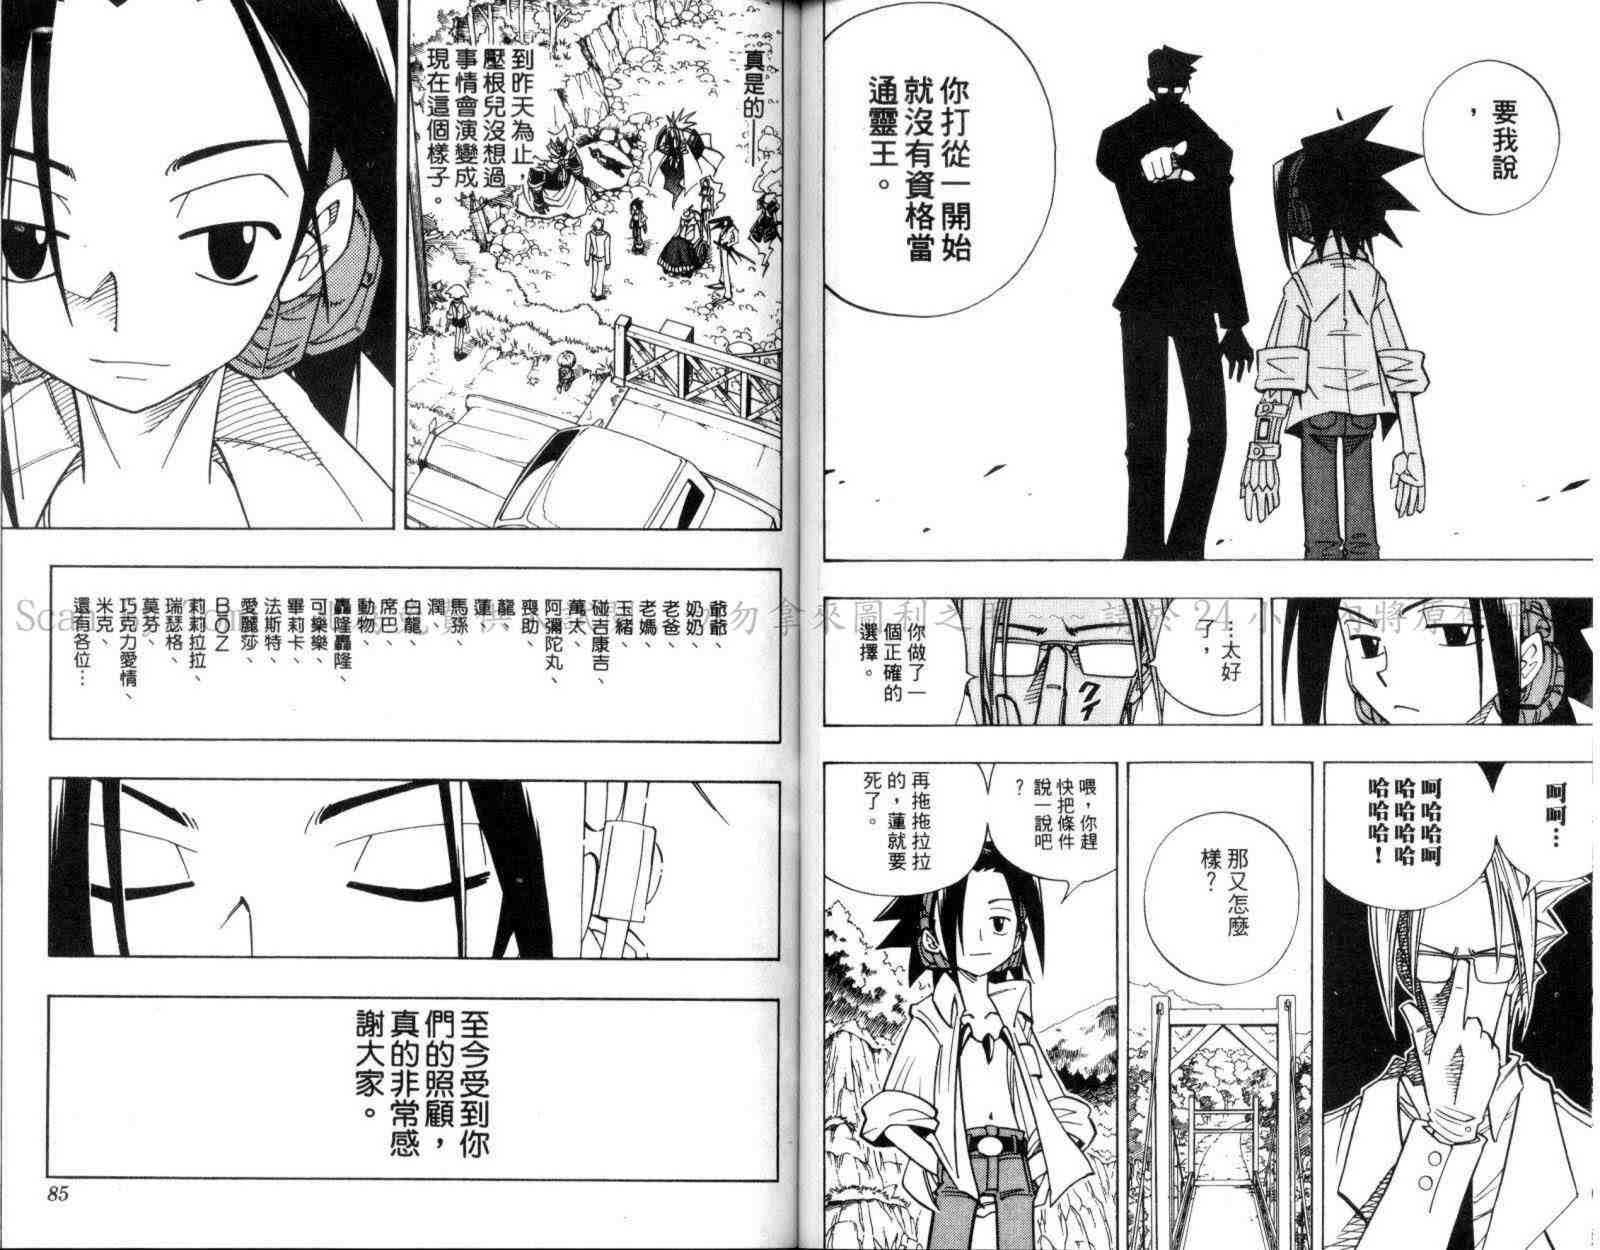 要我說
，
你打從一開始
就沒有資格當
通靈王。
…太好
了，
你做了一
個正確的
選擇。
呵呵…
呵哈哈呵
哈哈哈哈
哈哈哈！
那又怎麼
樣？
喂，你趕
快把條件
說一說吧
？
再拖拖拉拉
的，蓮就要
死了。
真是的——
到昨天為止，
壓根兒沒想過
事情會演變成
現在這個樣子。
爺爺、
奶奶、
老爸、
老媽、
玉緒、
碰吉康吉、
萬太、
阿彌陀丸、
喪助、
龍、
蓮、
馬孫、
潤、
白龍、
席巴、
動物、
轟隆轟隆、
可樂樂、
畢莉卡、
法斯特、
愛麗莎、
BOZ
莉莉拉拉、
瑞瑟格、
莫芬、
巧克力愛情、
米克、
還有各位…
至今受到你
們的照顧，
真的非常感
謝大家。
85